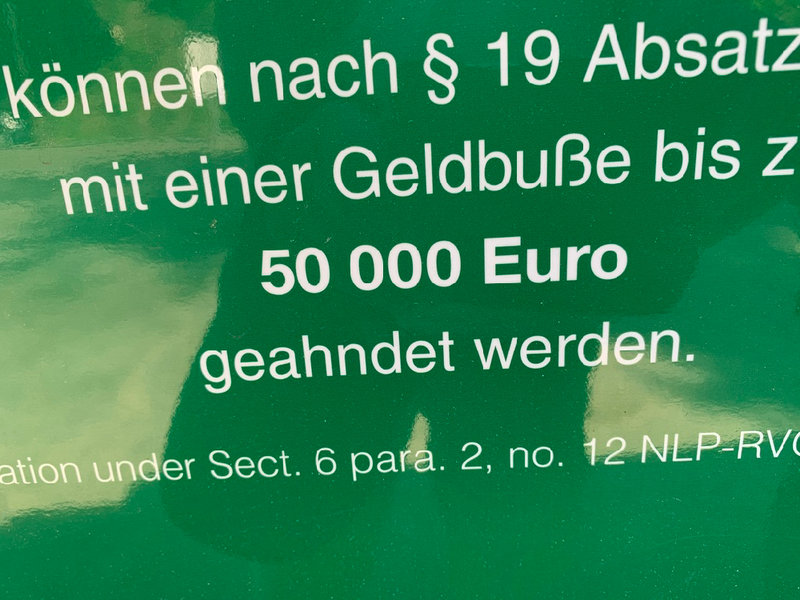 können nach § 19 Absatz
mit einer Geldbuße bis z
50 000 Euro
geahndet werden.
ation under Sect. 6 para. 2, no. 12 NLP-RVO